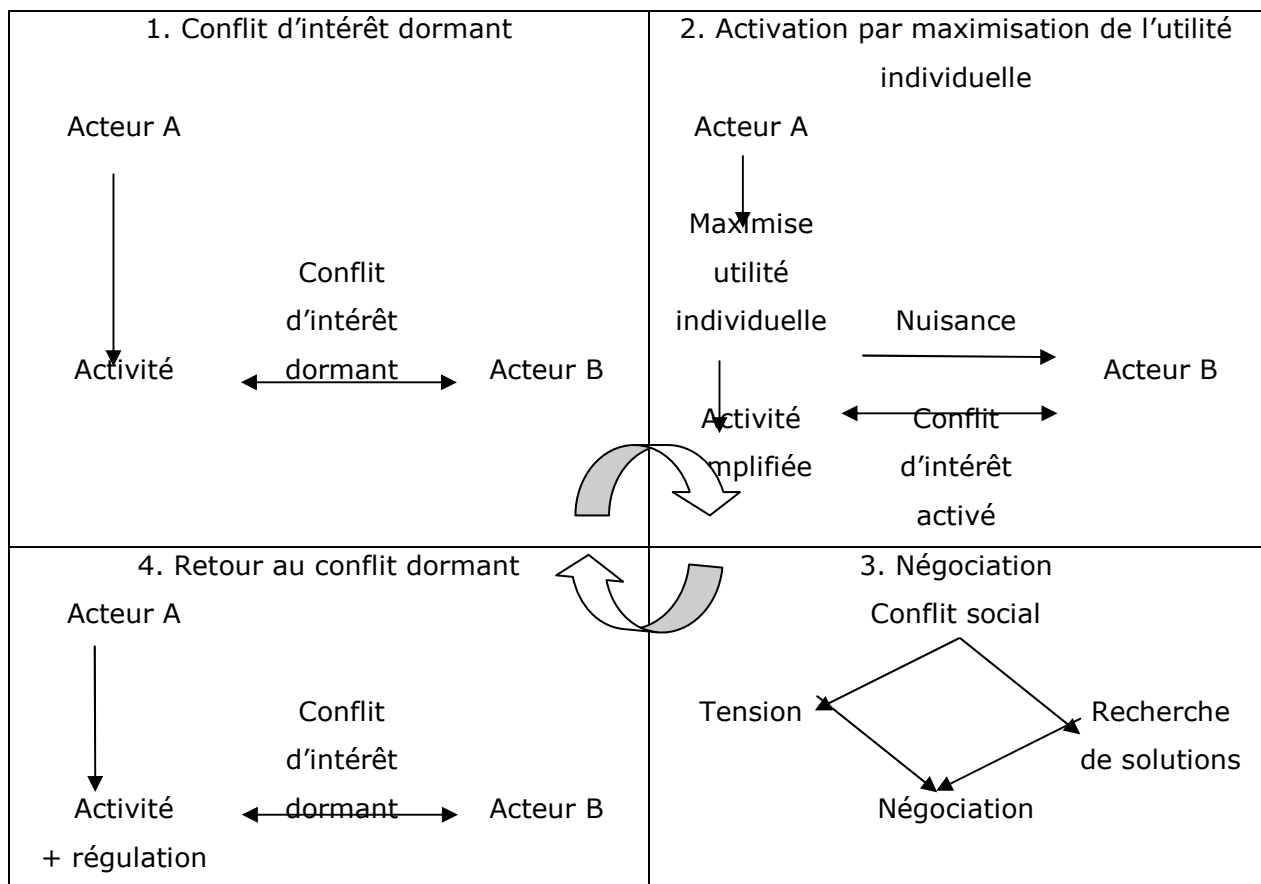 1. Conflit d’intérêt dormant
Acteur A
Conflit
d’intérêt
Activité
dormant
Acteur B
2. Activation par maximisation de l’utilité
individuelle
Acteur A
Maximise
utilité
individuelle
Nuisance
Acteur B
Activité
mplifiée
Conflit
d’intérêt
activé
4. Retour au conflit dormant
Acteur A
Conflit
d’intérêt
Activité
dormant
Acteur B
+ régulation
3. Négociation
Conflit social
Tension
Recherche
de solutions
Négociation